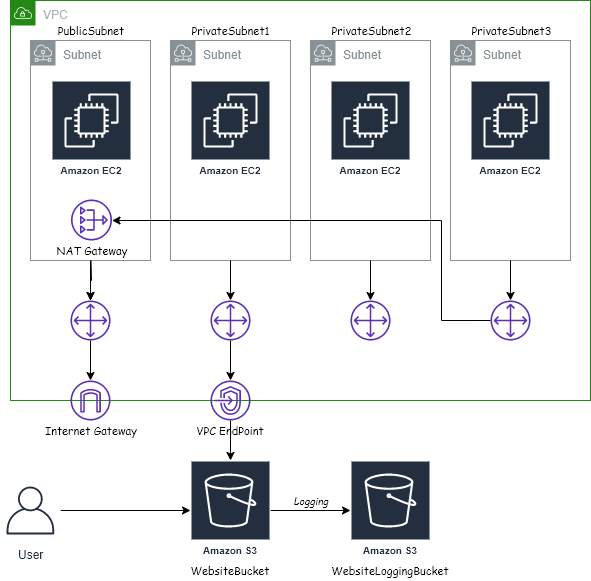 VPC
PublicSubnet
PrivateSubnet1
PrivateSubnet2
PrivateSubnet3
Subnet
Subnet
Subnet
Subnet
Amazon EC2
Amazon EC2
Amazon EC2
Amazon EC2
NAT Gateway
Internet Gateway
VPC EndPoint
Logging
User
Amazon S3
Amazon S3
WebsiteBucket
WebsiteLoggingBucket